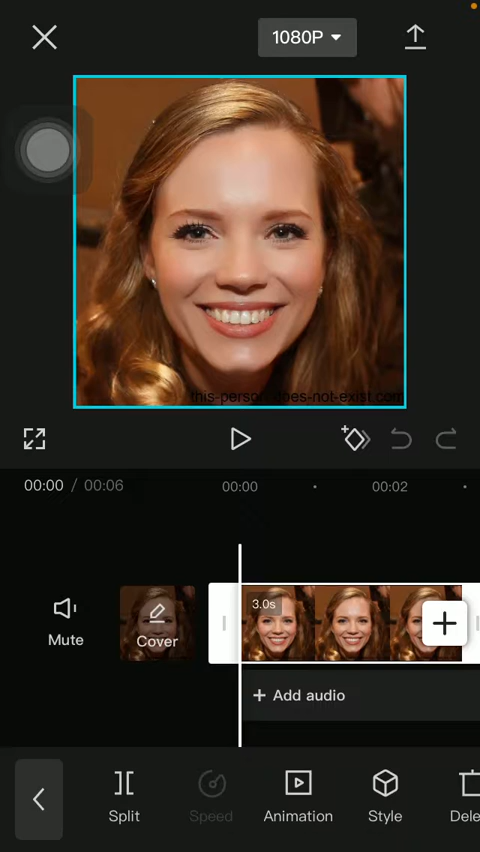 1080P
this-person-does-not-exist.com
00:00 / 00:06
00:00
00:02
Mute
Cover
3.0s
+ Add audio
Split
Speed
Animation
Style
Dele